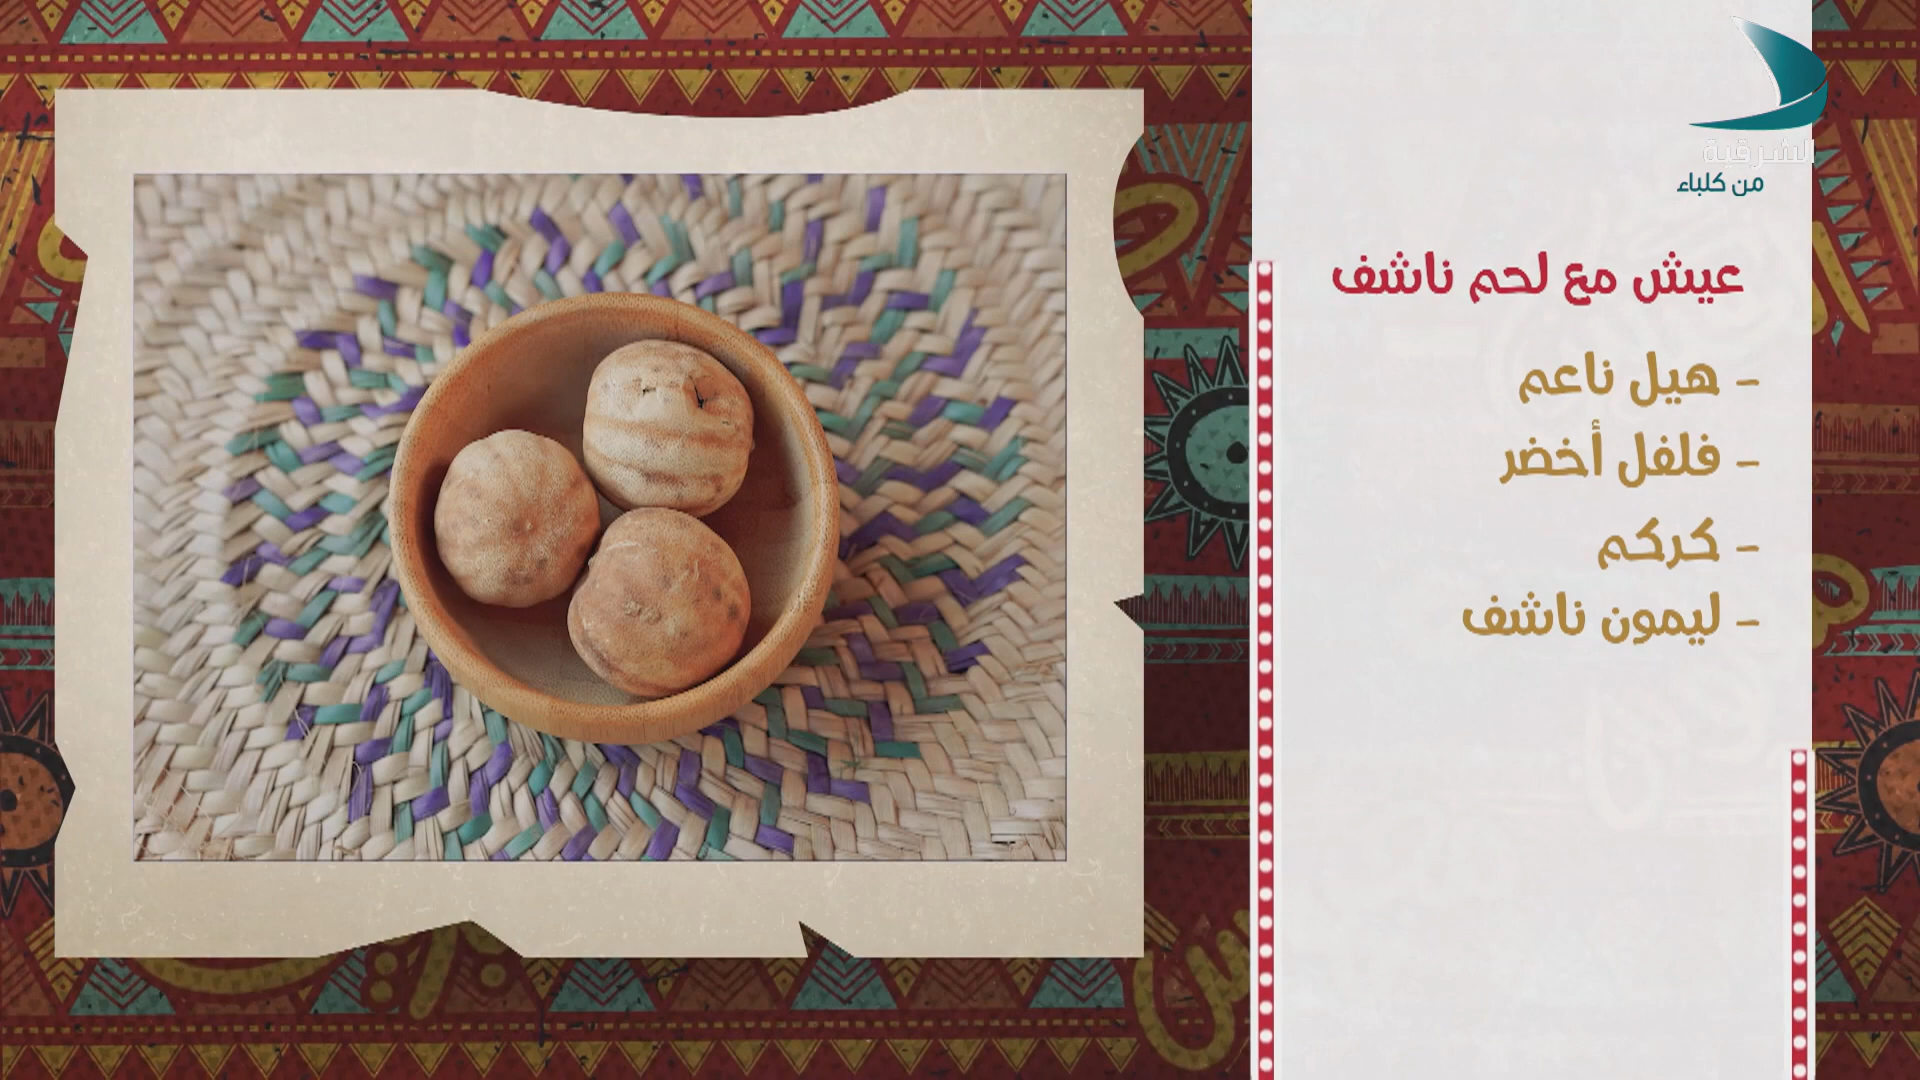 الشرقية
من كلباء
عيش مع لحم ناشف
- هيل ناعم
- فلفل أخضر
- كركم
- ليمون ناشف